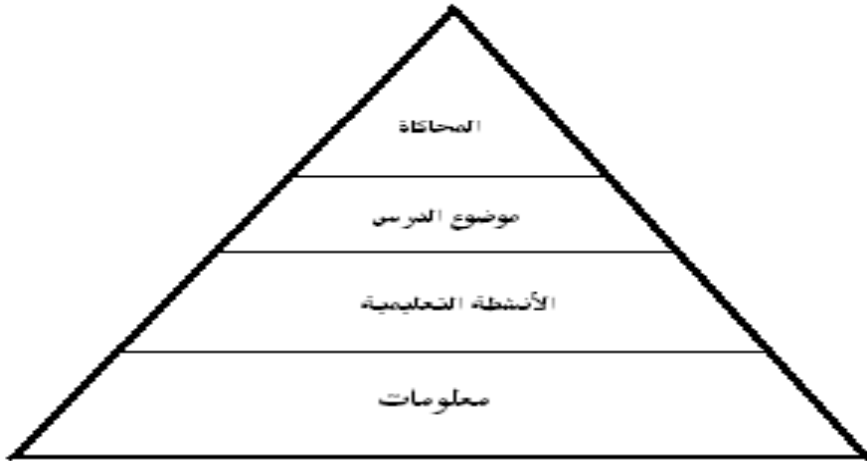 المحاكاة
موضوع الدرس
الأنشطة التعليمية
معلومات